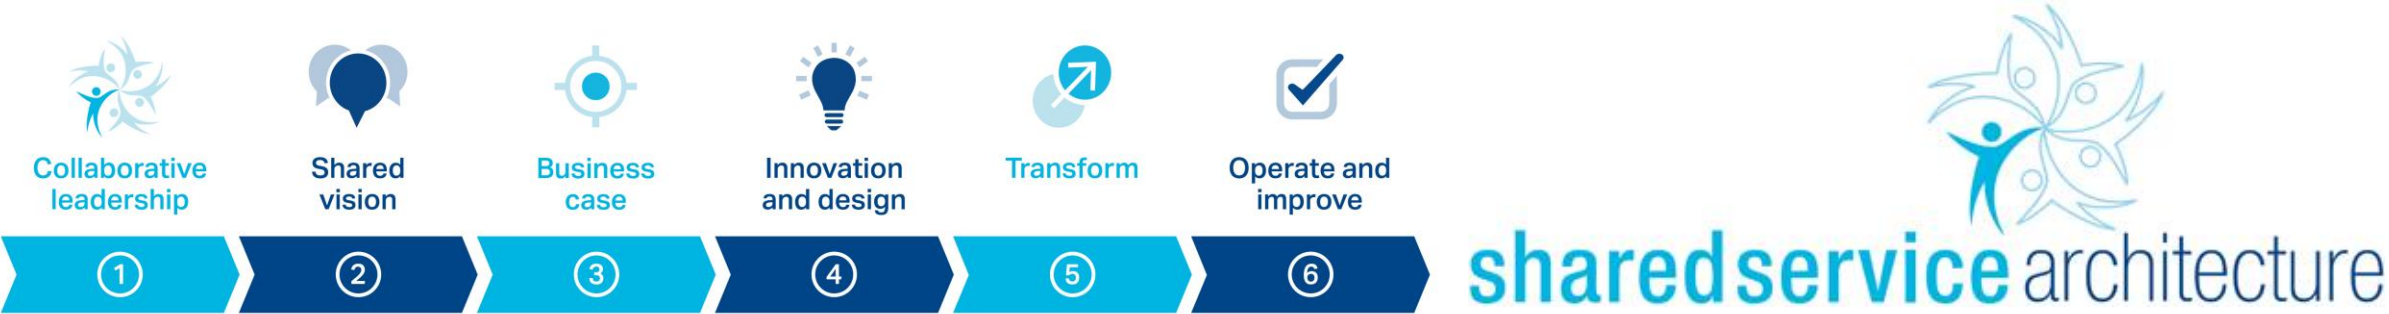 Collaborative
leadership
1
Shared
vision
2
Business
case
3
Innovation
and design
4
Transform
5
Operate and
improve
6
sharedservice architecture